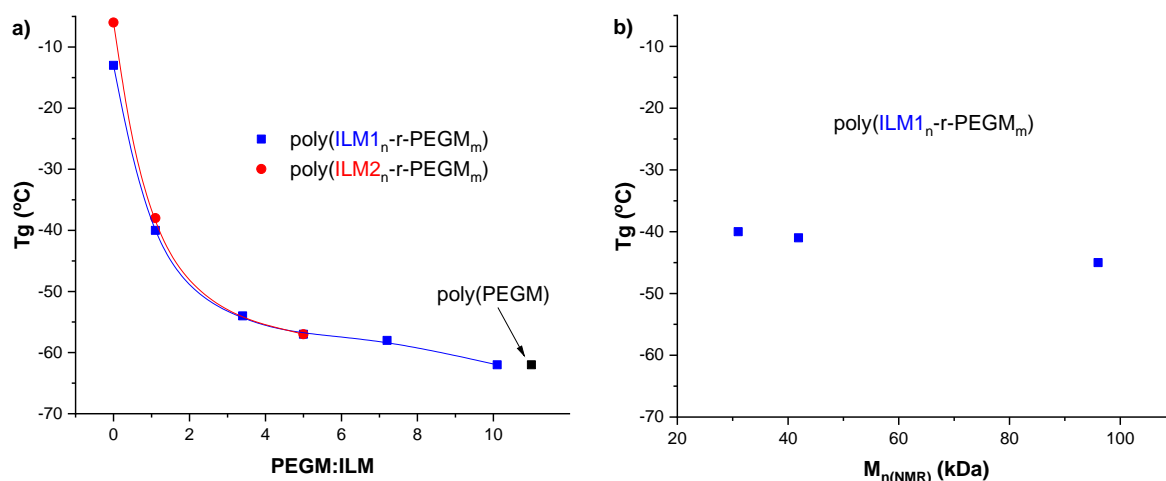 a)
-10
-20
-30
-40
-50
-60
-70
Tg (ºC)
poly(ILM1n-r-PEGMm)
poly(ILM2n-r-PEGMm)
poly(PEGM)
0 2 4 6 8 10
PEGM:ILM
b)
-10
-20
-30
-40
-50
-60
-70
Tg (ºC)
poly(ILM1n-r-PEGMm)
20 40 60 80 100
Mn(NMR) (kDa)